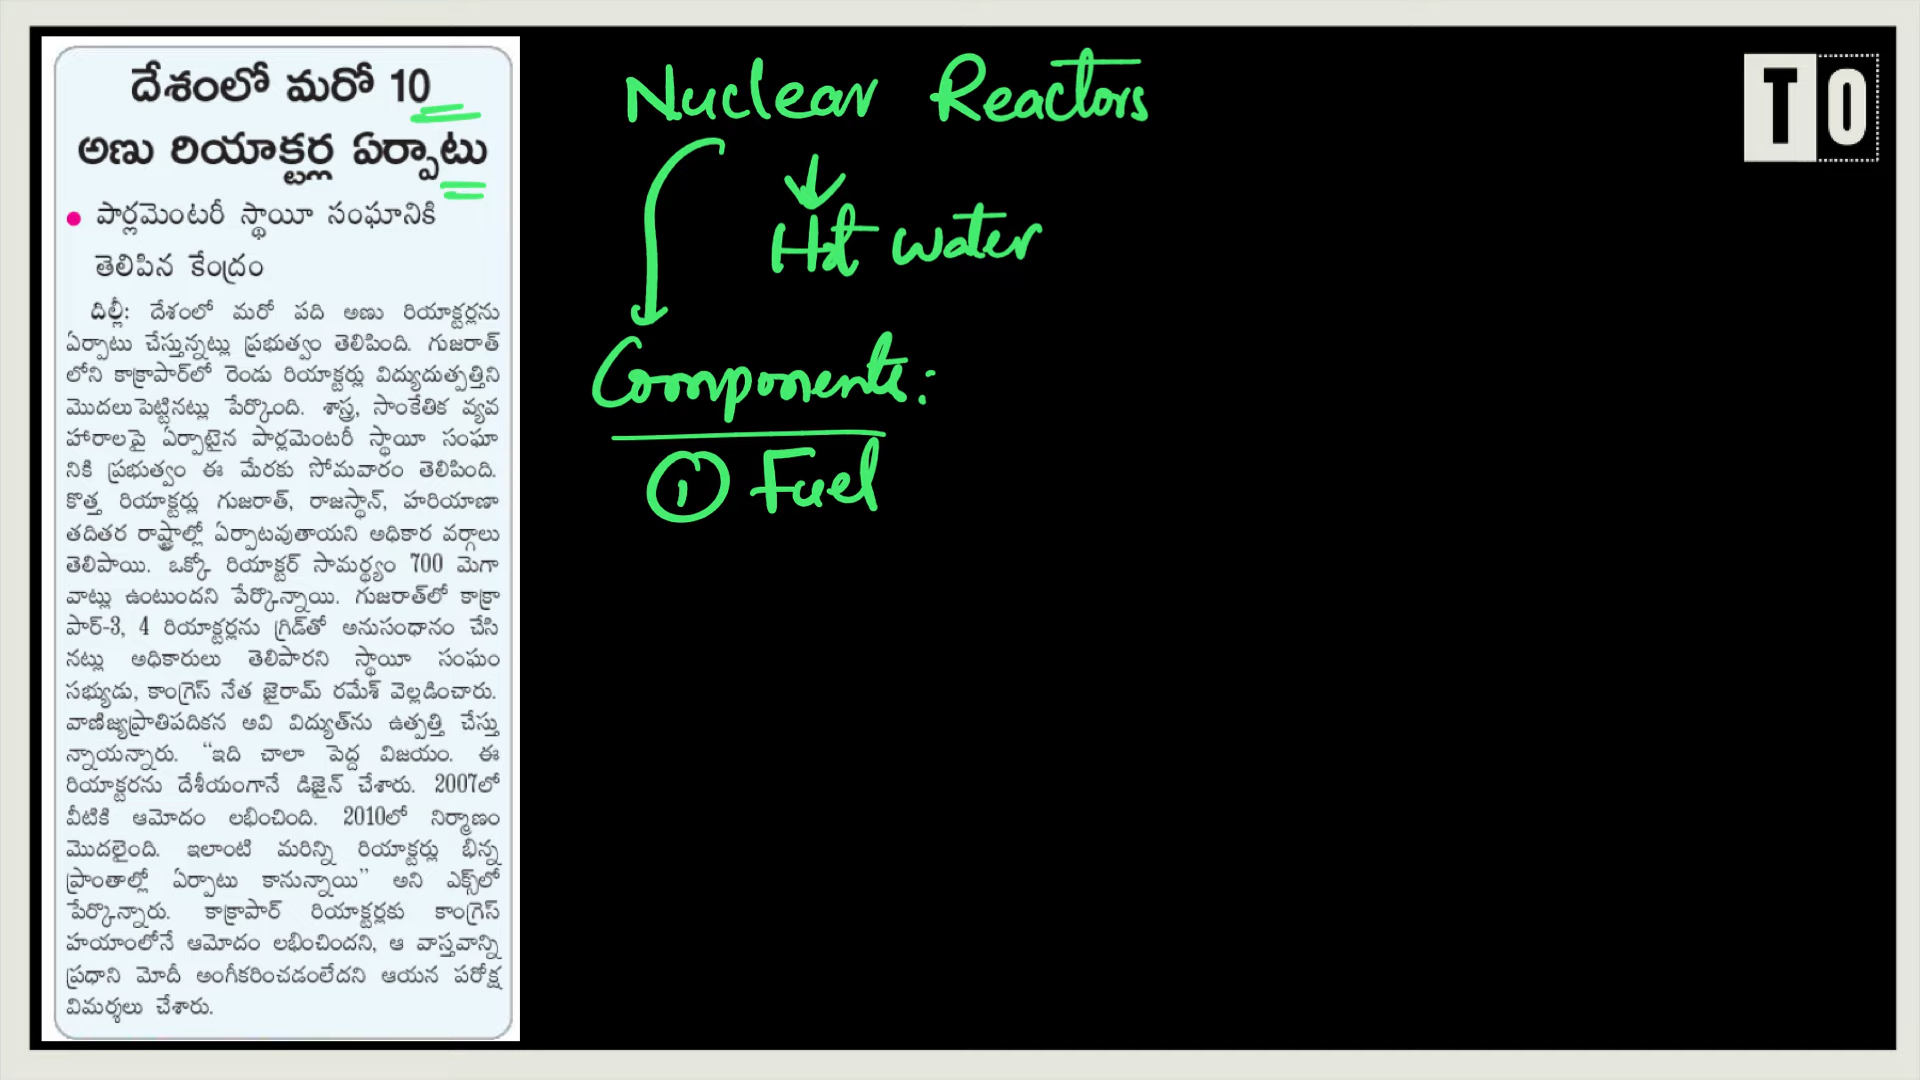 దేశంలో మరో 10
అణు రియాక్టర్ల ఏర్పాటు
• పార్లమెంటరీ స్థాయీ సంఘానికి
తెలిపిన కేంద్రం
దిల్లీ: దేశంలో మరో పది అణు రియాక్టర్లను
ఏర్పాటు చేస్తున్నట్లు ప్రభుత్వం తెలిపింది. గుజరాత్
లోని కాక్రాపార్‌లో రెండు రియాక్టర్లు విద్యుదుత్పత్తిని
మొదలుపెట్టినట్లు పేర్కొంది. శాస్త్ర, సాంకేతిక వ్యవ
హారాలపై ఏర్పాటైన పార్లమెంటరీ స్థాయీ సంఘా
నికి ప్రభుత్వం ఈ మేరకు సోమవారం తెలిపింది.
కొత్త రియాక్టర్లు గుజరాత్, రాజస్థాన్, హరియాణా
తదితర రాష్ట్రాల్లో ఏర్పాటవుతాయని అధికార వర్గాలు
తెలిపాయి. ఒక్కో రియాక్టర్ సామర్థ్యం 700 మెగా
వాట్లు ఉంటుందని పేర్కొన్నాయి. గుజరాత్‌లో కాక్రా
పార్-3, 4 రియాక్టర్లను గ్రిడ్‌తో అనుసంధానం చేసి
నట్లు అధికారులు తెలిపారని స్థాయీ సంఘం
సభ్యుడు, కాంగ్రెస్ నేత జైరామ్ రమేశ్ వెల్లడించారు.
వాణిజ్యప్రాతిపదికన అవి విద్యుత్‌ను ఉత్పత్తి చేస్తు
న్నాయన్నారు. “ఇది చాలా పెద్ద విజయం. ఈ
రియాక్టరను దేశీయంగానే డిజైన్ చేశారు. 2007లో
వీటికి ఆమోదం లభించింది. 2010లో నిర్మాణం
మొదలైంది. ఇలాంటి మరిన్ని రియాక్టర్లు భిన్న
ప్రాంతాల్లో ఏర్పాటు కానున్నాయి” అని ఎక్స్‌లో
పేర్కొన్నారు. కాక్రాపార్ రియాక్టర్లకు కాంగ్రెస్
హయాంలోనే ఆమోదం లభించిందని, ఆ వాస్తవాన్ని
ప్రధాని మోదీ అంగీకరించడంలేదని ఆయన పరోక్ష
విమర్శలు చేశారు.
Nuclear Reactors
Hot water
Components:
① Fuel
TO